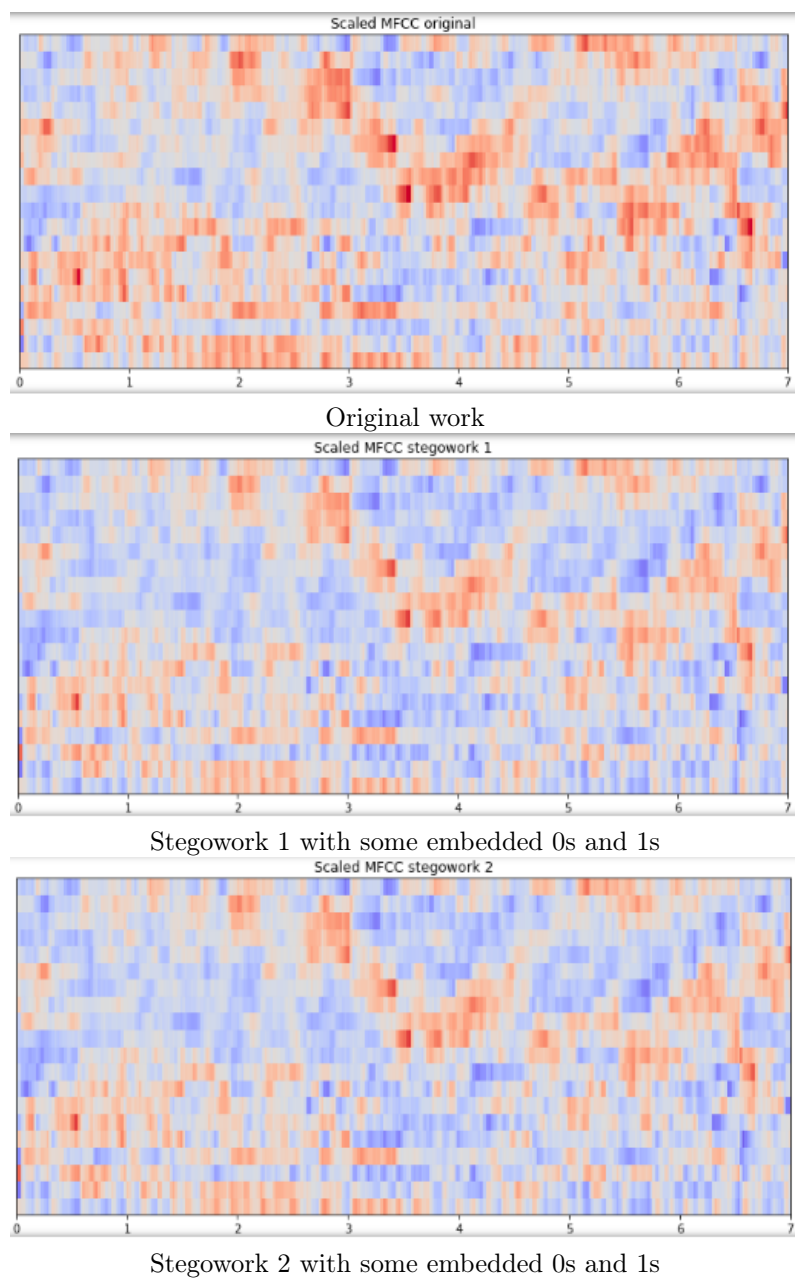 Scaled MFCC original
0 1 2 3 4 5 6 7
Original work
Scaled MFCC stegowork 1
0 1 2 3 4 5 6 7
Stegowork 1 with some embedded 0s and 1s
Scaled MFCC stegowork 2
0 1 2 3 4 5 6 7
Stegowork 2 with some embedded 0s and 1s